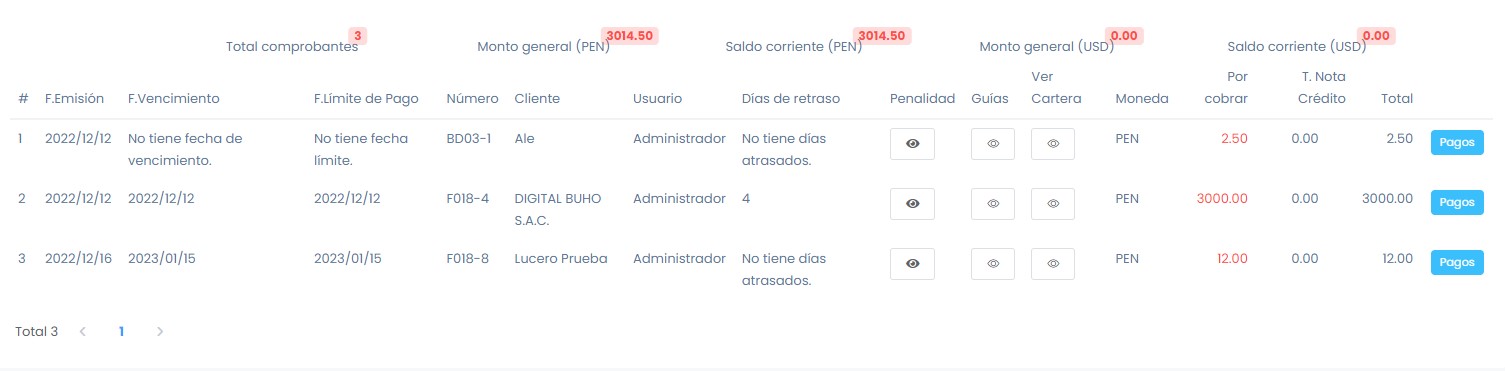 Total comprobantes 3 Monto general (PEN) 3014.50 Saldo corriente (PEN) 3014.50 Monto general (USD) 0.00 Saldo corriente (USD) 0.00
# F.Emisión F.Vencimiento F.Límite de Pago Número Cliente Usuario Días de retraso Penalidad Guías Ver Cartera Moneda Por cobrar T. Nota Crédito Total
1 2022/12/12 No tiene fecha de vencimiento. No tiene fecha límite. BD03-1 Ale Administrador No tiene días atrasados. PEN 2.50 0.00 2.50 Pagos
2 2022/12/12 2022/12/12 2022/12/12 F018-4 DIGITAL BUHO S.A.C. Administrador 4 PEN 3000.00 0.00 3000.00 Pagos
3 2022/12/16 2023/01/15 2023/01/15 F018-8 Lucero Prueba Administrador No tiene días atrasados. PEN 12.00 0.00 12.00 Pagos
Total 3 1